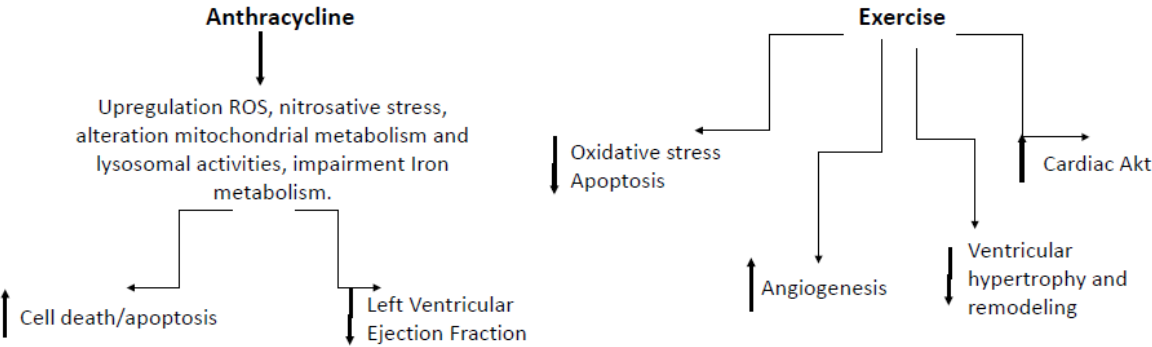 Anthracycline
Upregulation ROS, nitrosative stress,
alteration mitochondrial metabolism and
lysosomal activities, impairment Iron
metabolism.
Cell death/apoptosis
Left Ventricular
Ejection Fraction
Exercise
Oxidative stress
Apoptosis
Angiogenesis
Ventricular
hypertrophy and
remodeling
Cardiac Akt